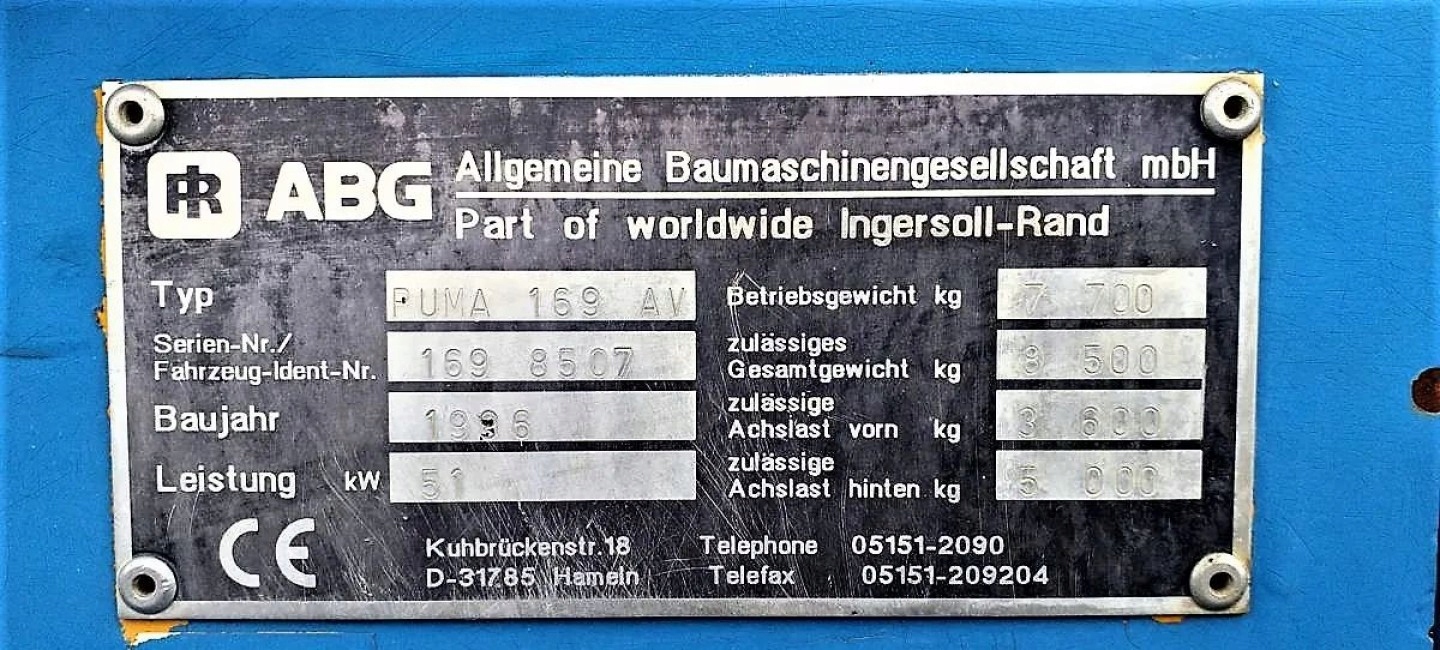 IR ABG Allgemeine Baumaschinengesellschaft mbH
Part of worldwide Ingersoll-Rand
Typ PUMA 169 AV
Serien-Nr./
Fahrzeug-Ident-Nr. 169 8507
Baujahr 1996
Leistung kW 51
Betriebsgewicht kg 7 700
zulässiges
Gesamtgewicht kg 8 500
zulässige
Achslast vorn kg 3 600
zulässige
Achslast hinten kg 5 000
CE
Kuhbrückenstr.18 Telephone 05151-2090
D-31785 Hameln Telefax 05151-209204